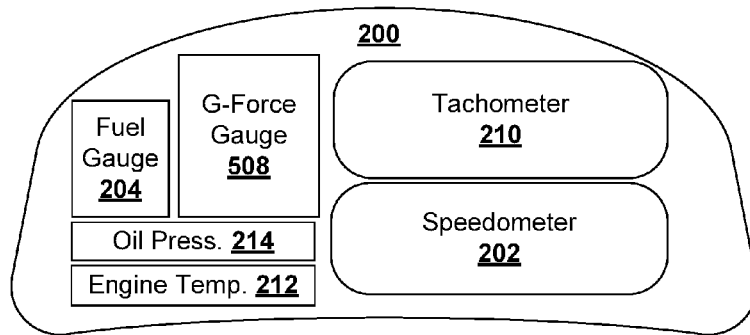 200
Fuel
Gauge
204
G-Force
Gauge
508
Tachometer
210
Oil Press. 214
Engine Temp. 212
Speedometer
202